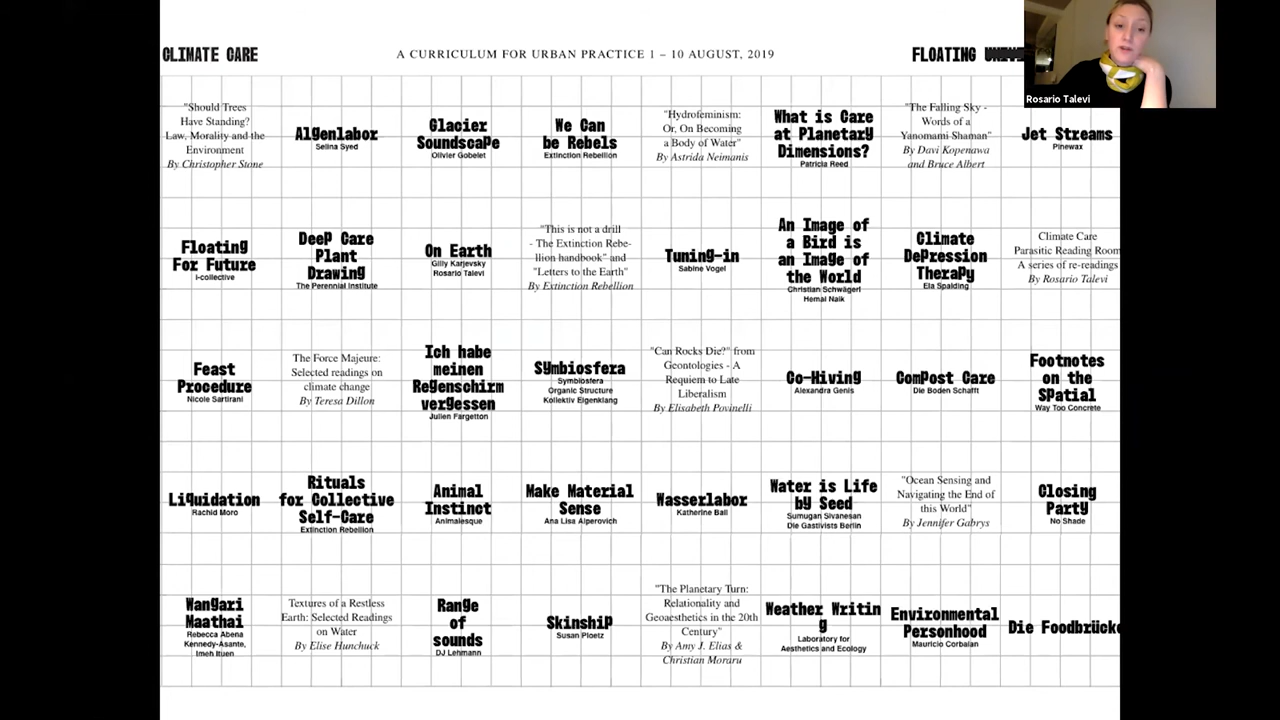 CLIMATE CARE
A CURRICULUM FOR URBAN PRACTICE 1 – 10 AUGUST, 2019
FLOATING
Rosario Talevi
"Should Trees
Have Standing?
Law, Morality and the
Environment
By Christopher Stone
Algenlabor
Selina Syed
Glacier
Soundscape
Olivier Gobelet
We Can
be Rebels
Extinction Rebellion
"Hydrofeminism:
Or, On Becoming
a Body of Water"
By Astrida Neimanis
What is Care
at Planetary
Dimensions?
Patricia Reed
"The Falling Sky -
Words of a
Yanomami Shaman"
By Davi Kopenawa
and Bruce Albert
Jet Streams
Pinewax
Floating
For Future
i-collective
Deep Care
Plant
Drawing
The Perennial Institute
On Earth
Gilly Karjevsky
Rosario Talevi
"This is not a drill
- The Extinction Rebe-
llion handbook" and
"Letters to the Earth"
By Extinction Rebellion
Tuning-in
Sabine Vogel
An Image of
a Bird is
an Image of
the World
Christian Schwägerl
Hemal Naik
Climate
Depression
Therapy
Ela Spalding
Climate Care
Parasitic Reading Room
A series of re-readings
By Rosario Talevi
Feast
Procedure
Nicole Sartirani
The Force Majeure:
Selected readings on
climate change
By Teresa Dillon
Ich habe
meinen
Regenschirm
vergessen
Julien Fargetton
Symbiosfera
Symbiosfera
Organic Structure
Kollektiv Eigenklang
"Can Rocks Die?" from
Geontologies - A
Requiem to Late
Liberalism
By Elisabeth Povinelli
Co-Hiving
Alexandra Genis
Compost Care
Die Boden Schafft
Footnotes
on the
Spatial
Way Too Concrete
Liquidation
Rachid Moro
Rituals
for Collective
Self-Care
Extinction Rebellion
Animal
Instinct
Animalesque
Make Material
Sense
Ana Lisa Alperovich
Wasserlabor
Katherine Ball
Water is Life
by Seed
Sumugan Sivanesan
Die Gastivists Berlin
"Ocean Sensing and
Navigating the End of
this World"
By Jennifer Gabrys
Closing
Party
No Shade
Wangari
Maathai
Rebecca Abena
Kennedy-Asante,
Imeh Ituen
Textures of a Restless
Earth: Selected Readings
on Water
By Elise Hunchuck
Range
of
sounds
DJ Lehmann
Skinship
Susan Ploetz
"The Planetary Turn:
Relationality and
Geoaesthetics in the 20th
Century"
By Amy J. Elias &
Christian Moraru
Weather Writin
g
Laboratory for
Aesthetics and Ecology
Environmental
Personhood
Mauricio Corbalan
Die Foodbrücke